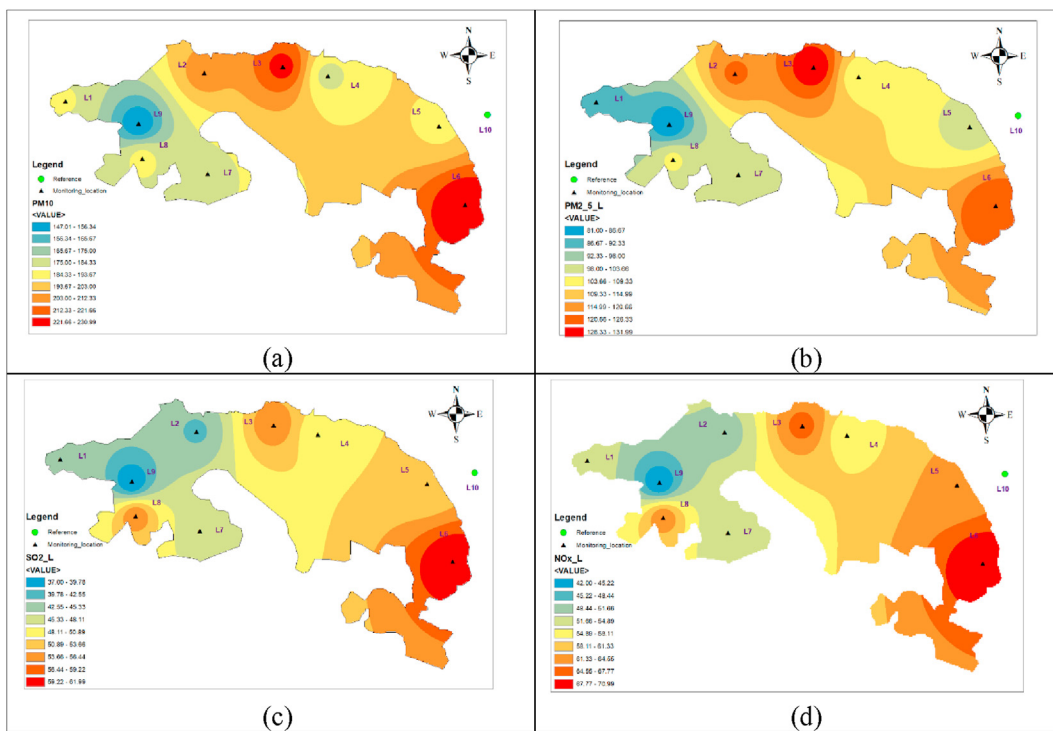 N
W E
S
L2
L3
L4
L1
L9
L5
L10
L8
L7
L6
Legend
Reference
Monitoring_location
PM10
<VALUE>
147.01 - 156.34
156.34 - 165.67
165.67 - 175.00
175.00 - 184.33
184.33 - 193.67
193.67 - 203.00
203.00 - 212.33
212.33 - 221.66
221.66 - 230.99
(a)
N
W E
S
L2
L3
L4
L1
L9
L5
L10
L8
L7
L6
Legend
Reference
Monitoring_location
PM2_5_L
<VALUE>
81.00 - 86.67
86.67 - 92.33
92.33 - 98.00
98.00 - 103.66
103.66 - 109.33
109.33 - 114.99
114.99 - 120.66
120.66 - 126.33
126.33 - 131.99
(b)
N
W E
S
L2
L3
L4
L1
L9
L5
L10
L8
L7
L6
Legend
Reference
Monitoring_location
SO2_L
<VALUE>
37.00 - 39.78
39.78 - 42.55
42.55 - 45.33
45.33 - 48.11
48.11 - 50.89
50.89 - 53.66
53.66 - 56.44
56.44 - 59.22
59.22 - 61.99
(c)
N
W E
S
L2
L3
L4
L1
L9
L5
L10
L8
L7
Legend
Reference
Monitoring_location
NOx_L
<VALUE>
42.00 - 45.22
45.22 - 48.44
48.44 - 51.66
51.66 - 54.89
54.89 - 58.11
58.11 - 61.33
61.33 - 64.55
64.55 - 67.77
67.77 - 70.99
(d)